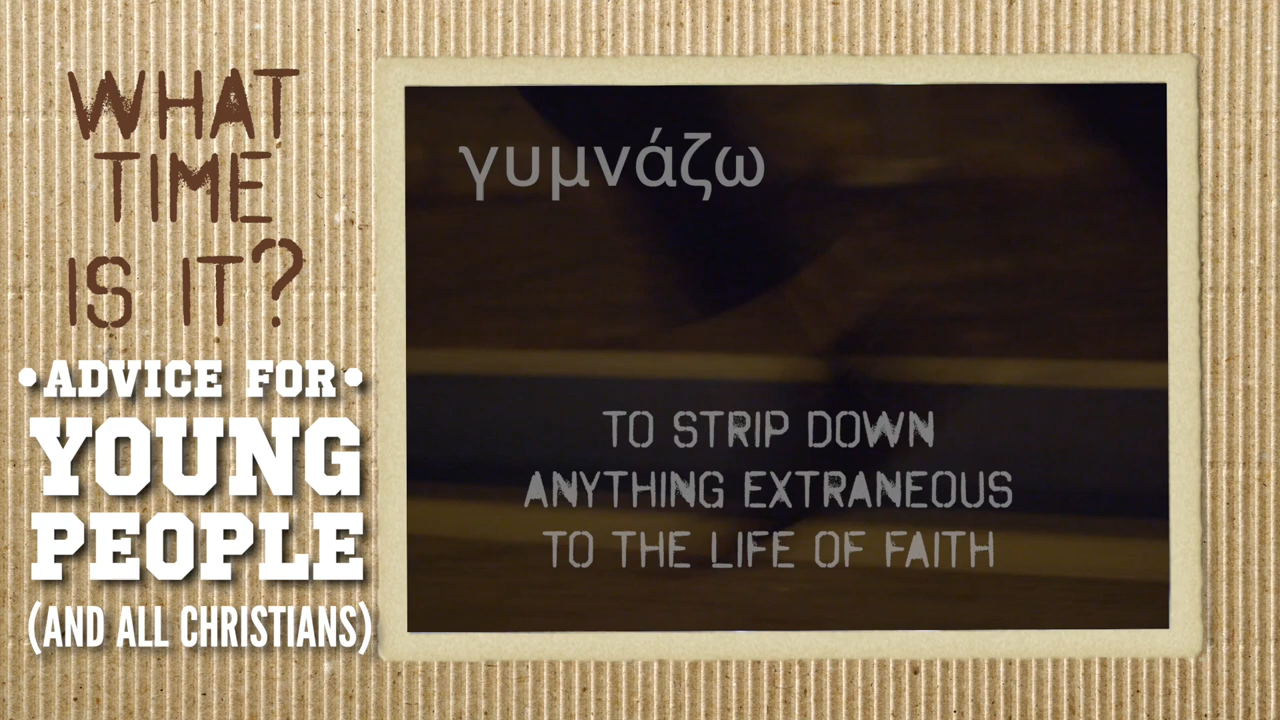 WHAT
TIME
IS IT?
•ADVICE FOR•
YOUNG
PEOPLE
(AND ALL CHRISTIANS)
γυμνάζω
TO STRIP DOWN
ANYTHING EXTRANEOUS
TO THE LIFE OF FAITH